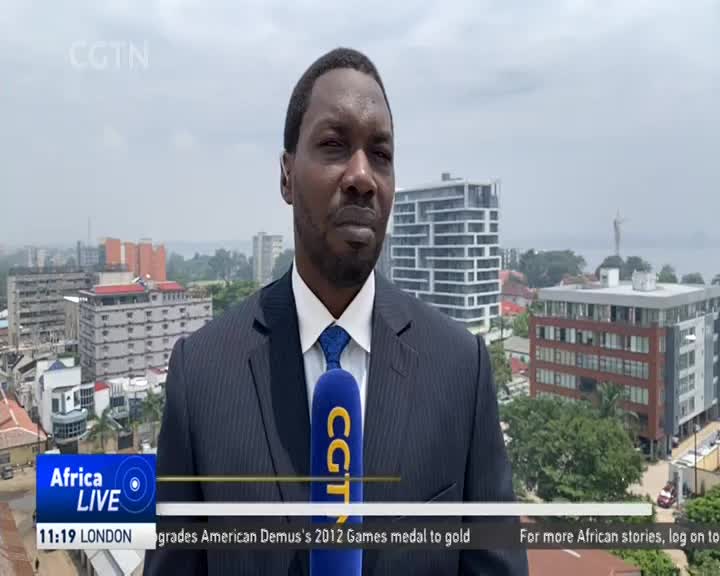 CGTN
CGTN
Africa
LIVE
11:19 LONDON
grades American Demus's 2012 Games medal to gold For more African stories, log on to